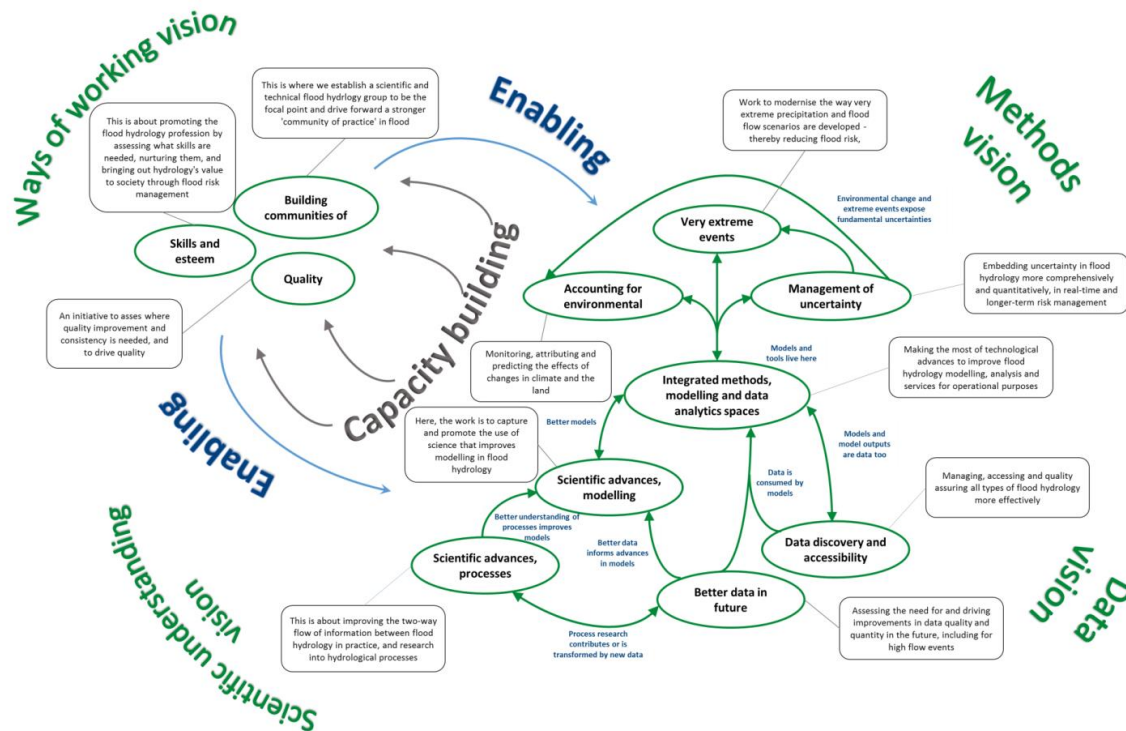 Ways of working vision
This is where we establish a scientific and
technical flood hydrlogy group to be the
focal point and drive forward a stronger
'community of practice' in flood
This is about promoting the
flood hydrology profession by
assessing what skills are
needed, nurturing them, and
bringing out hydrology's value
to society through flood risk
management
Building
communities of
Skills and
esteem
Quality
An initiative to asses where
quality improvement and
consistency is needed, and
to drive quality
Enabling
Enabling
Capacity building
Methods
vision
Work to modernise the way very
extreme precipitation and flood
flow scenarios are developed -
thereby reducing flood risk,
Environmental change and
extreme events expose
fundamental uncertainties
Very extreme
events
Accounting for
environmental
Management of
uncertainty
Embedding uncertainty in flood
hydrology more comprehensively
and quantitatively, in real-time and
longer-term risk management
Monitoring, attributing and
predicting the effects of
changes in climate and the
land
Models and
tools live here
Making the most of technological
advances to improve flood
hydrology modelling, analysis and
services for operational purposes
Integrated methods,
modelling and data
analytics spaces
Here, the work is to capture
and promote the use of
science that improves
modelling in flood
hydrology
Better models
Models and
model outputs
are data too
Data is
consumed by
models
Managing, accessing and quality
assuring all types of flood hydrology
more effectively
Scientific advances,
modelling
Better understanding of
processes improves
models
Better data
informs advances
in models
Data discovery and
accessibility
Scientific advances,
processes
Better data in
future
Data
vision
Scientific understanding
vision
This is about improving the two-way
flow of information between flood
hydrology in practice, and research
into hydrological processes
Process research
contributes or is
transformed by new data
Assessing the need for and driving
improvements in data quality and
quantity in the future, including for
high flow events